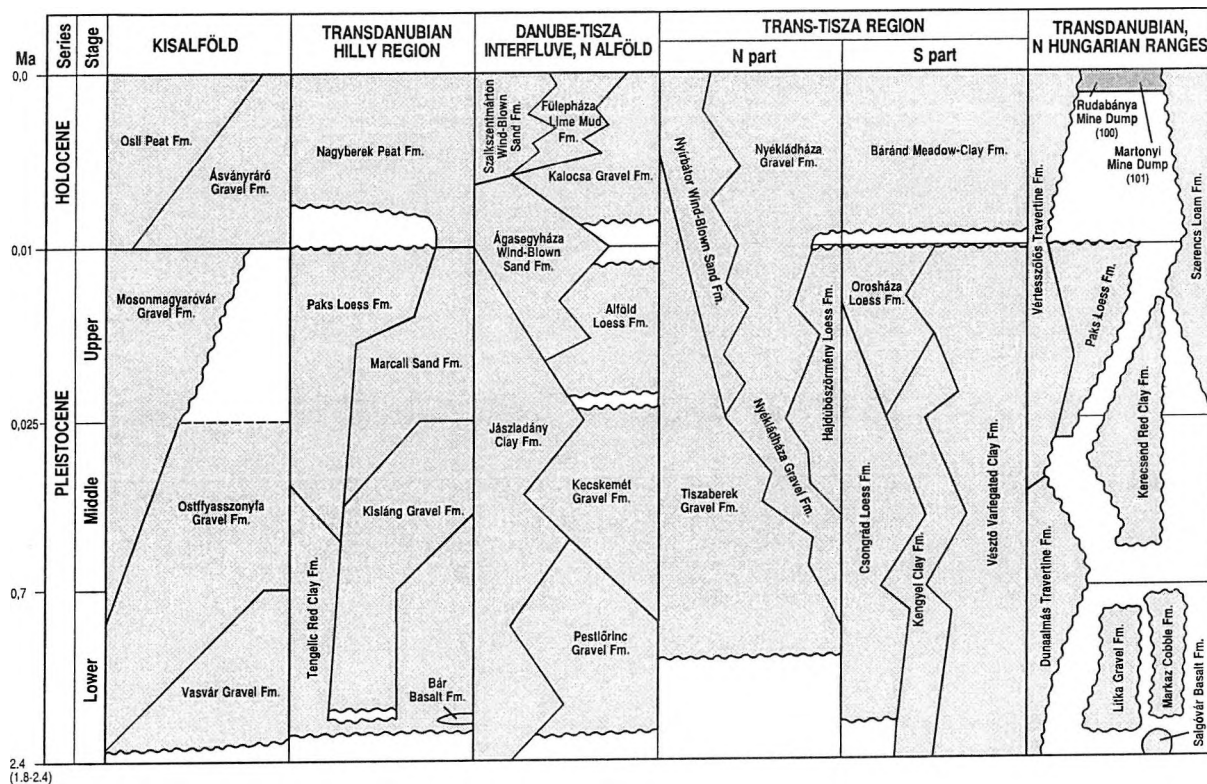 Ma
Series
Stage
KISALFÖLD
TRANSDANUBIAN
HILLY REGION
DANUBE-TISZA
INTERFLUVE, N ALFÖLD
TRANS-TISZA REGION
N part
S part
TRANSDANUBIAN,
N HUNGARIAN RANGES
0,0
0,01
0,025
0,7
2.4
(1.8-2.4)
HOLOCENE
PLEISTOCENE
Upper
Middle
Lower
Osli Peat Fm.
Ásványráró
Gravel Fm.
Mosonmagyaróvár
Gravel Fm.
Ostffyasszonyfa
Gravel Fm.
Vasvár Gravel Fm.
Nagyberek Peat Fm.
Paks Loess Fm.
Marcali Sand Fm.
Kisláng Gravel Fm.
Tengelic Red Clay Fm.
Bár
Basalt Fm.
Szalkszentmárton
Wind-Blown
Sand Fm.
Fülepháza
Lime Mud
Fm.
Kalocsa Gravel Fm.
Ágasegyháza
Wind-Blown
Sand Fm.
Alföld
Loess Fm.
Jászladány
Clay Fm.
Kecskemét
Gravel Fm.
Pestlőrinc
Gravel Fm.
Nyírbátor Wind-Blown Sand Fm.
Nyékládháza
Gravel Fm.
Hajdúböszörmény Loess Fm.
Nyékládháza Gravel Fm.
Tiszaberek
Gravel Fm.
Báránd Meadow-Clay Fm.
Orosháza
Loess Fm.
Csongrád Loess Fm.
Kengyel Clay Fm.
Vésztő Variegated Clay Fm.
Rudabánya
Mine Dump
(100)
Martonyi
Mine Dump
(101)
Vértesszőlős Travertine Fm.
Szerencs Loam Fm.
Paks Loess Fm.
Kerecsend Red Clay Fm.
Dunaalmás Travertine Fm.
Litka Gravel Fm.
Markaz Cobble Fm.
Salgóvár Basalt Fm.